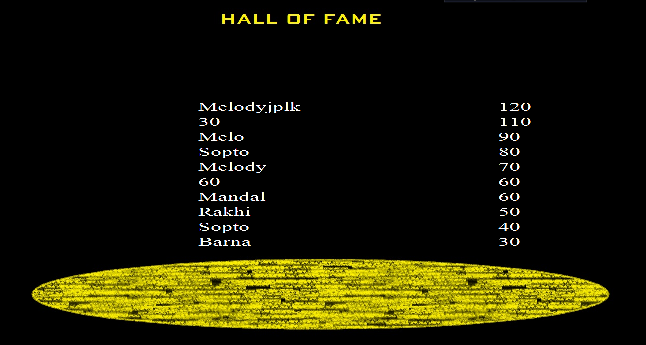 HALL OF FAME
Melodyjplk 120
30 110
Melo 90
Sopto 80
Melody 70
60 60
Mandal 60
Rakhi 50
Sopto 40
Barna 30